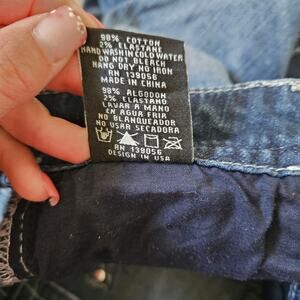 98% COTTON
2% ELASTANE
HAND WASH IN COLD WATER
DO NOT BLEACH
HANG DRY NO IRON
RN 139056
MADE IN CHINA
98% ALGODON
2% ELASTANO
LAVAR A MANO
EN AGUA FRIA
NO BLANQUEADOR
NO USAR SECADORA
RN 139056
DESIGN IN USA